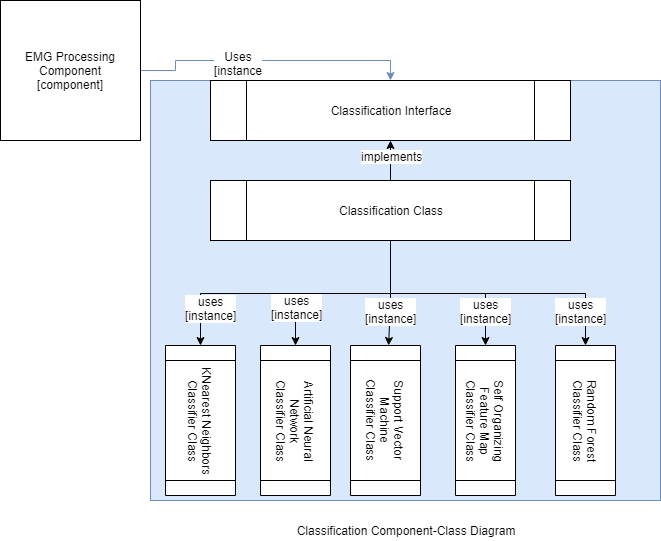 EMG Processing
Component
[component]
Uses
[instance
Classification Interface
implements
Classification Class
uses
[instance]
uses
[instance]
uses
[instance]
uses
[instance]
uses
[instance]
KNearest Neighbors
Classifier Class
Artificial Neural
Network
Classifier Class
Support Vector
Machine
Classifier Class
Self Organizing
Feature Map
Classifier Class
Random Forest
Classifier Class
Classification Component-Class Diagram